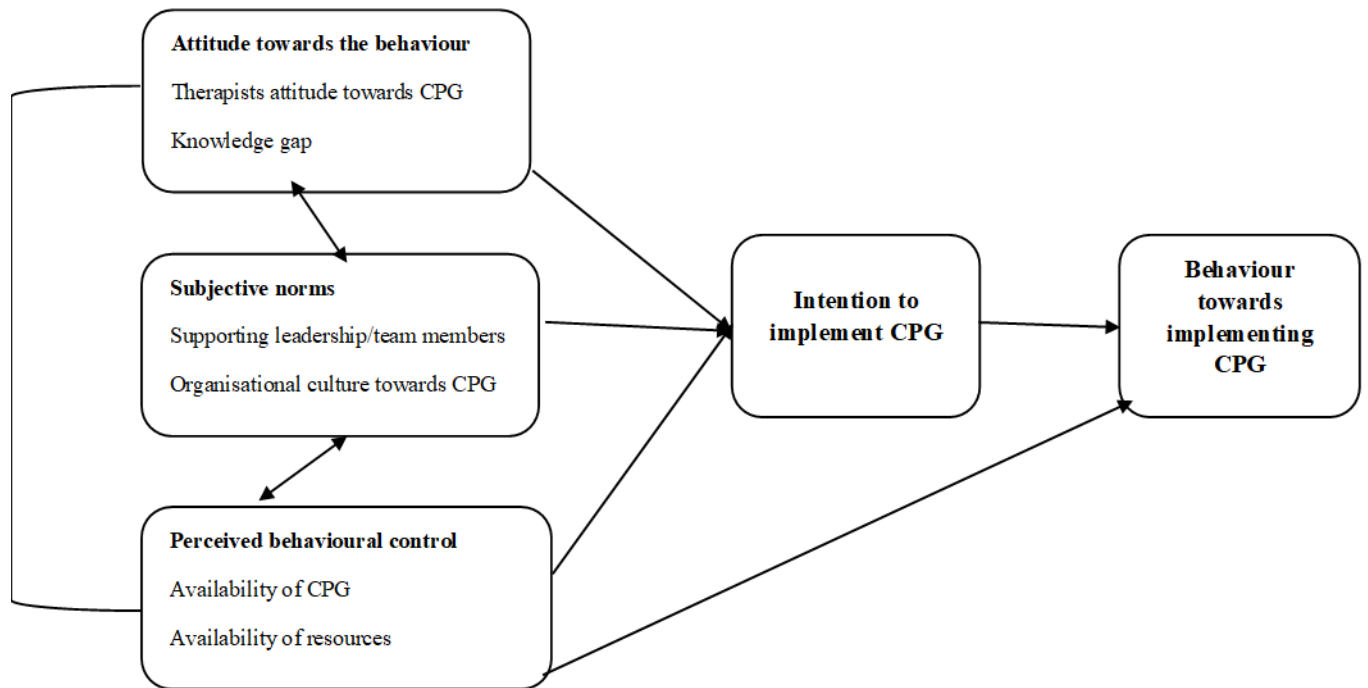 Attitude towards the behaviour
Therapists attitude towards CPG
Knowledge gap
Subjective norms
Supporting leadership/team members
Organisational culture towards CPG
Perceived behavioural control
Availability of CPG
Availability of resources
Intention to
implement CPG
Behaviour
towards
implementing
CPG